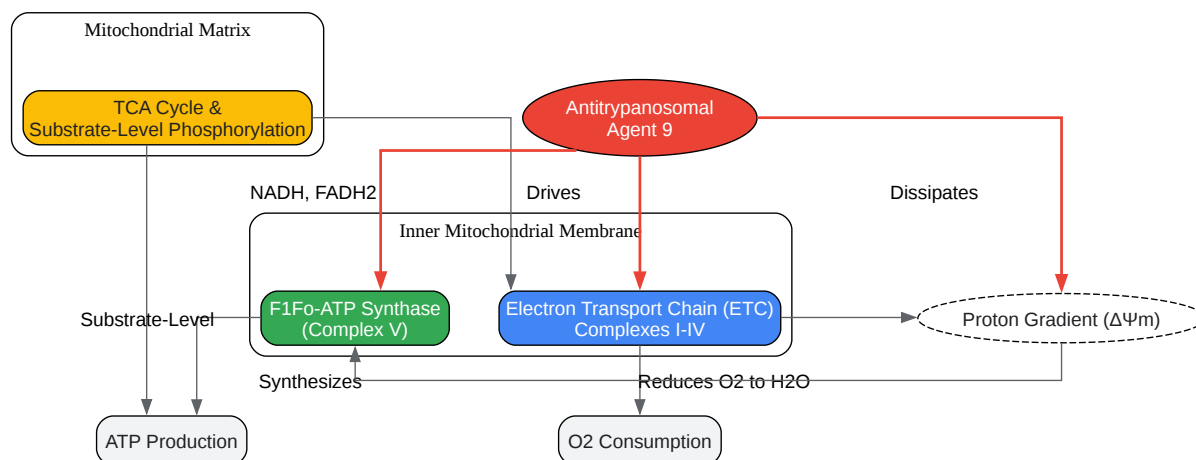 Mitochondrial Matrix
TCA Cycle &
Substrate-Level Phosphorylation
Antitrypanosomal
Agent 9
NADH, FADH2
Drives
Dissipates
Inner Mitochondrial Membrane
F1Fo-ATP Synthase
(Complex V)
Electron Transport Chain (ETC)
Complexes I-IV
Proton Gradient (ΔΨm)
Substrate-Level
Synthesizes
Reduces O2 to H2O
ATP Production
O2 Consumption